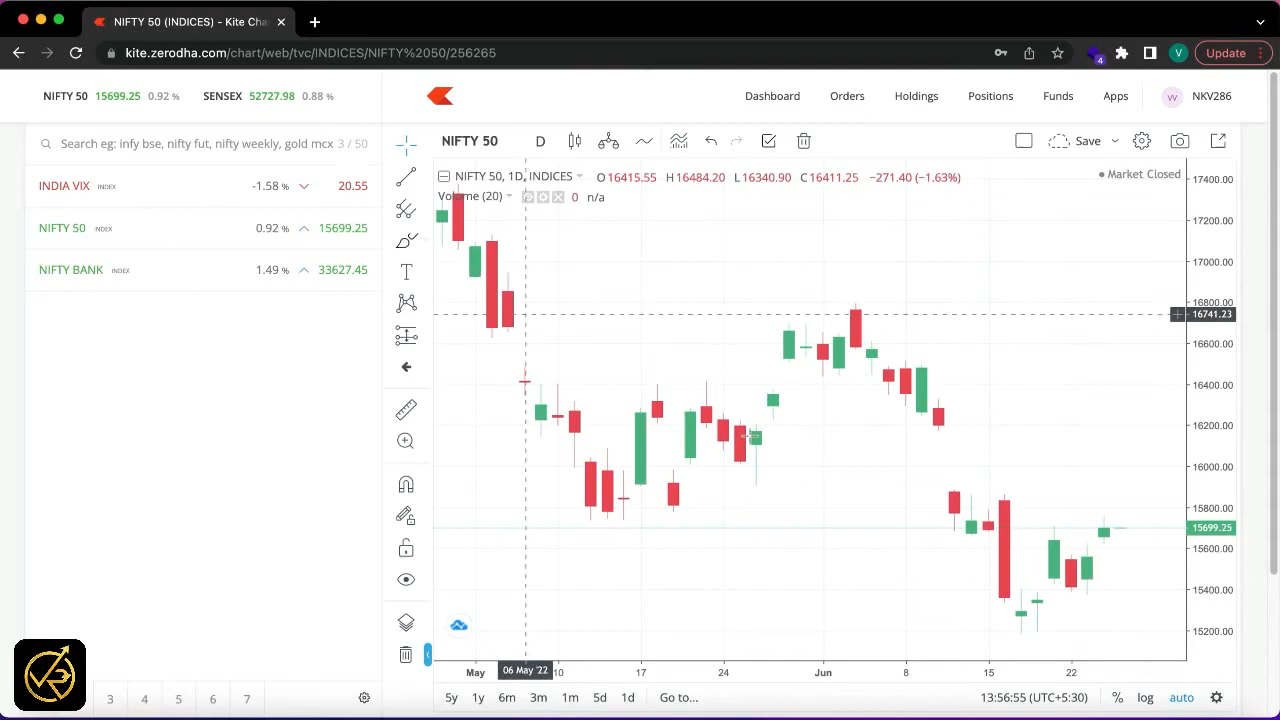 NIFTY 50 (INDICES) - Kite Cha
kite.zerodha.com/chart/web/tvc/INDICES/NIFTY%2050/256265
4
V
Update
NIFTY 50 15699.25 0.92 % SENSEX 52727.98 0.88 %
Dashboard Orders Holdings Positions Funds Apps VV NKV286
Search eg: infy bse, nifty fut, nifty weekly, gold mcx 3 / 50
INDIA VIX INDEX -1.58 % 20.55
NIFTY 50 INDEX 0.92 % 15699.25
NIFTY BANK INDEX 1.49 % 33627.45
NIFTY 50 D Save
NIFTY 50, 1D, INDICES O16415.55 H16484.20 L16340.90 C16411.25 −271.40 (−1.63%)
Market Closed
Volume (20) 0 n/a
17400.00
17200.00
17000.00
16800.00
16741.23
16600.00
16400.00
16200.00
16000.00
15800.00
15699.25
15600.00
15400.00
15200.00
May 06 May '22 10 17 24 Jun 8 15 22
3 4 5 6 7
5y 1y 6m 3m 1m 5d 1d Go to... 13:56:55 (UTC+5:30) % log auto